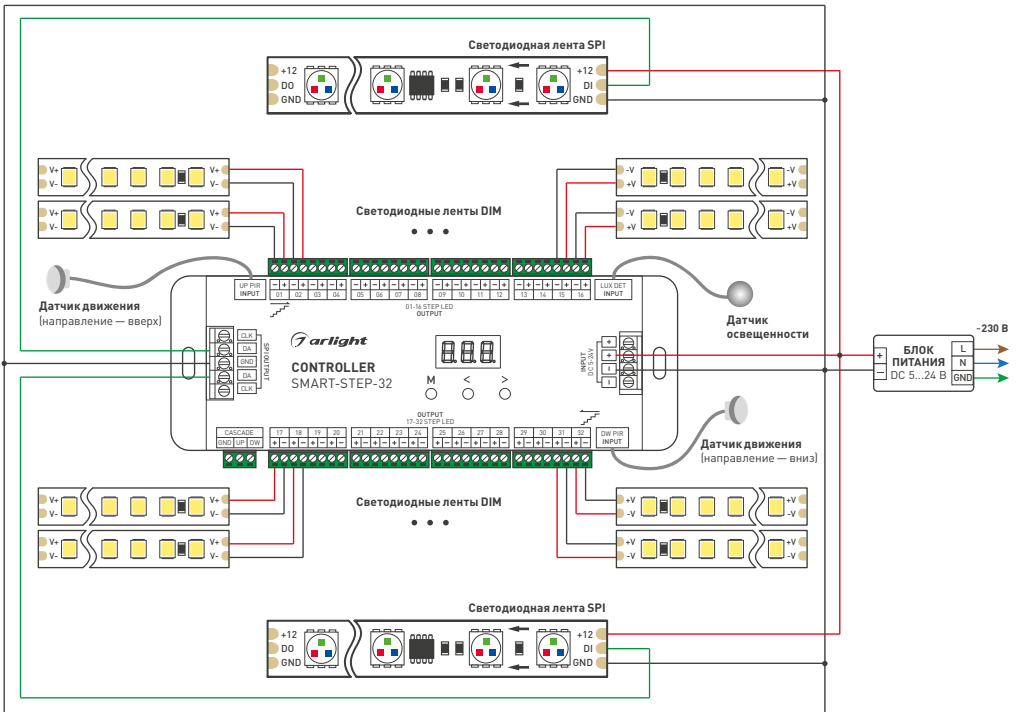 Светодиодная лента SPI
+12
DO
GND
+12
DI
GND
V+
V-
V+
V-
-V
+V
-V
+V
V+
V-
V+
V-
-V
+V
-V
+V
Светодиодные ленты DIM
• • •
Датчик движения
(направление — вверх)
UP PIR
INPUT
- + - + - + - +
01 02 03 04
- + - + - + - +
05 06 07 08
- + - + - + - +
09 10 11 12
- + - + - + - +
13 14 15 16
LUX DET
INPUT
01-16 STEP LED
OUTPUT
Датчик
освещенности
CLK
DA
GND
DA
CLK
SPI OUTPUT
arlight
CONTROLLER
SMART-STEP-32
888
M < >
INPUT
DC 5-24V
+
+
-
-
~230 В
+
-
БЛОК
ПИТАНИЯ
DC 5...24 В
L
N
GND
OUTPUT
17-32 STEP LED
CASCADE
GND UP DW
17 18 19 20
+ - + - + - + -
21 22 23 24
+ - + - + - + -
25 26 27 28
+ - + - + - + -
29 30 31 32
+ - + - + - + -
DW PIR
INPUT
Датчик движения
(направление — вниз)
V+
V-
V+
V-
+V
-V
+V
-V
V+
V-
V+
V-
+V
-V
+V
-V
Светодиодные ленты DIM
• • •
Светодиодная лента SPI
+12
DO
GND
+12
DI
GND